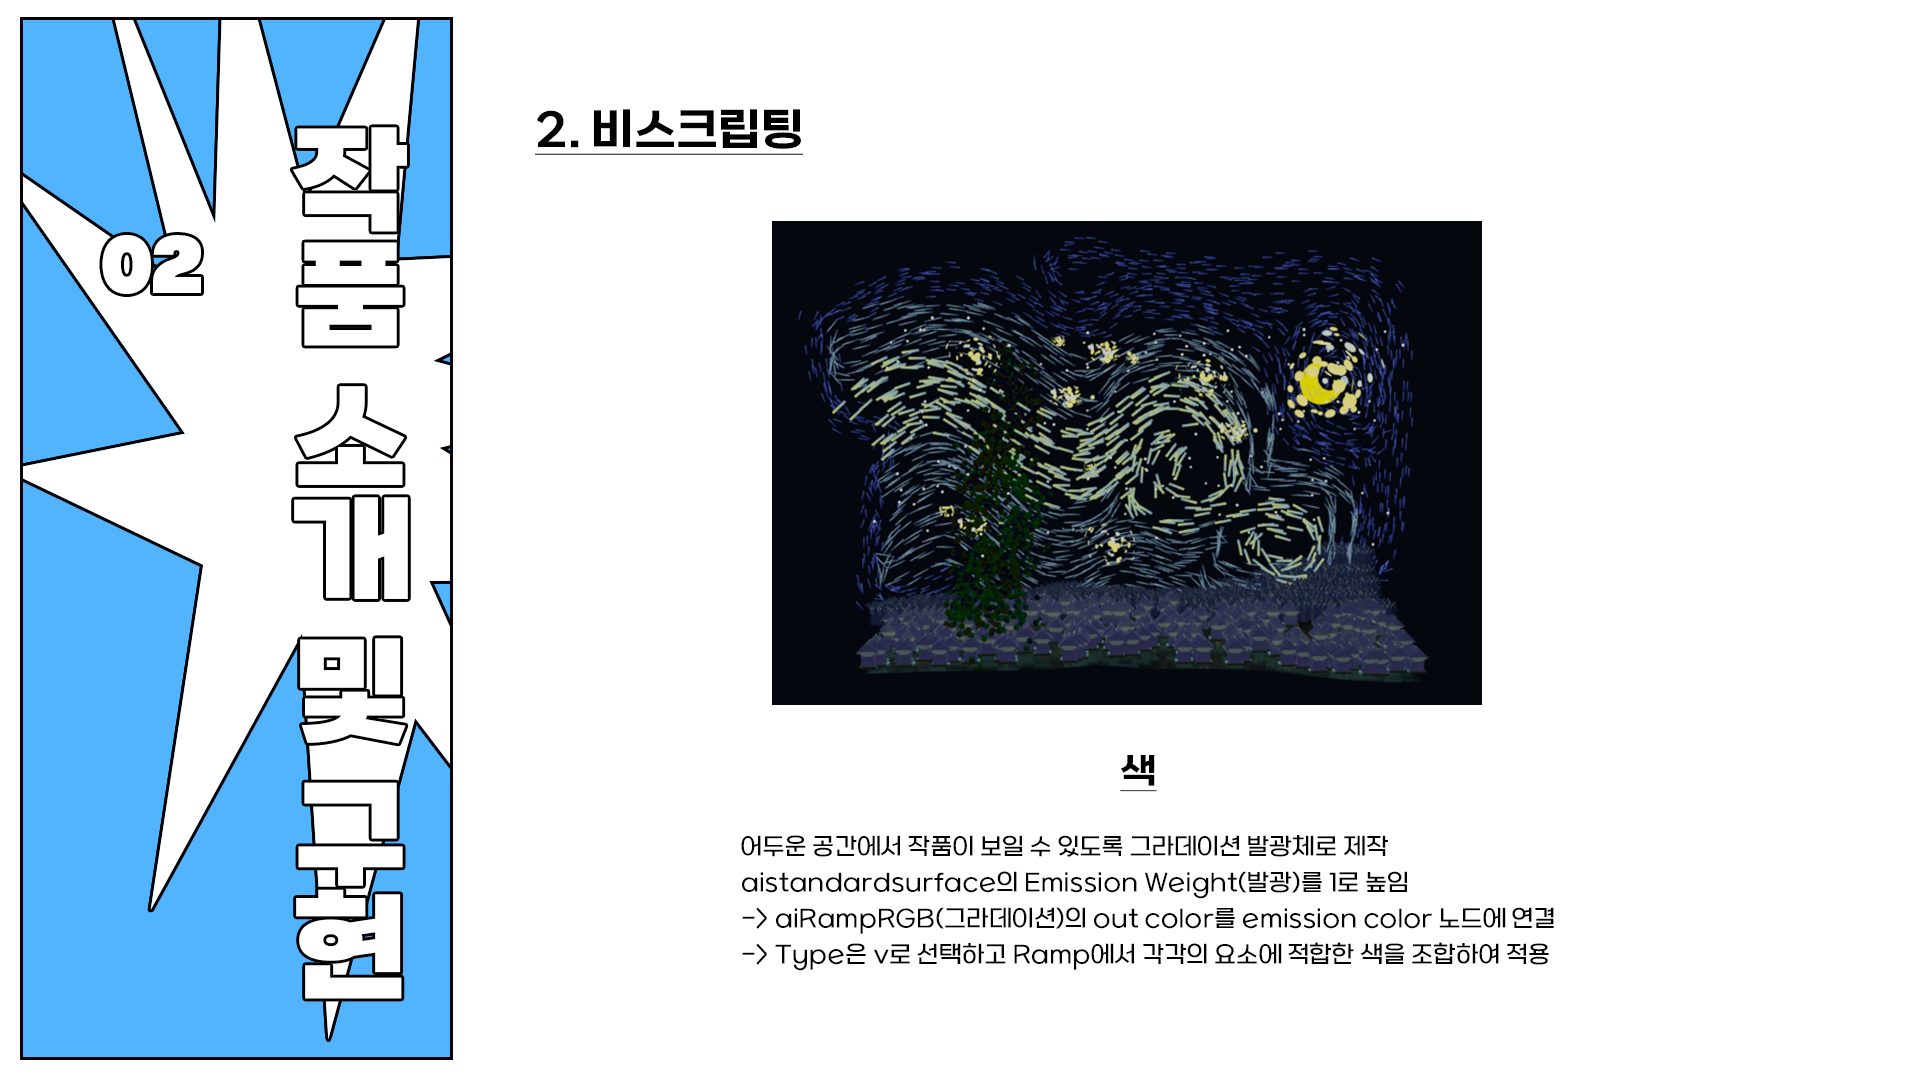 02
작품 소개 및 구현
2. 비스크립팅
색
어두운 공간에서 작품이 보일 수 있도록 그라데이션 발광체로 제작
aistandardsurface의 Emission Weight(발광)를 1로 높임
-> aiRampRGB(그라데이션)의 out color를 emission color 노드에 연결
-> Type은 v로 선택하고 Ramp에서 각각의 요소에 적합한 색을 조합하여 적용